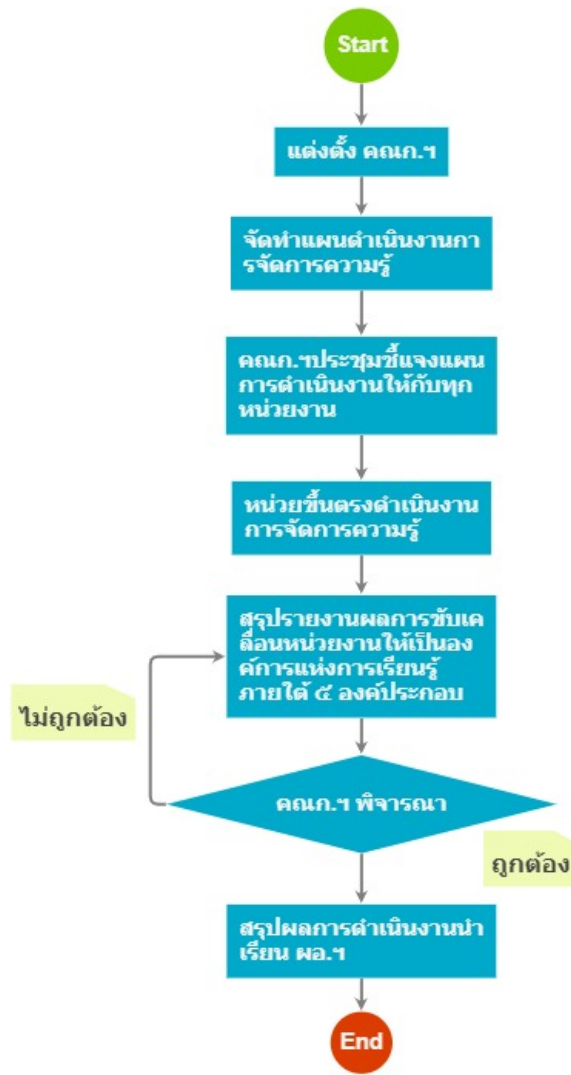 Start
แต่งตั้ง คณก.ฯ
จัดทำแผนดำเนินงานกา
รจัดการความรู้
คณก.ฯประชุมชี้แจงแผน
การดำเนินงานให้กับทุก
หน่วยงาน
หน่วยขึ้นตรงดำเนินงาน
การจัดการความรู้
สรุปรายงานผลการขับเค
ลื่อนหน่วยงานให้เป็นอง
ค์การแห่งการเรียนรู้
ภายใต้ ๕ องค์ประกอบ
ไม่ถูกต้อง
คณก.ฯ พิจารณา
ถูกต้อง
สรุปผลการดำเนินงานนำ
เรียน ผอ.ฯ
End